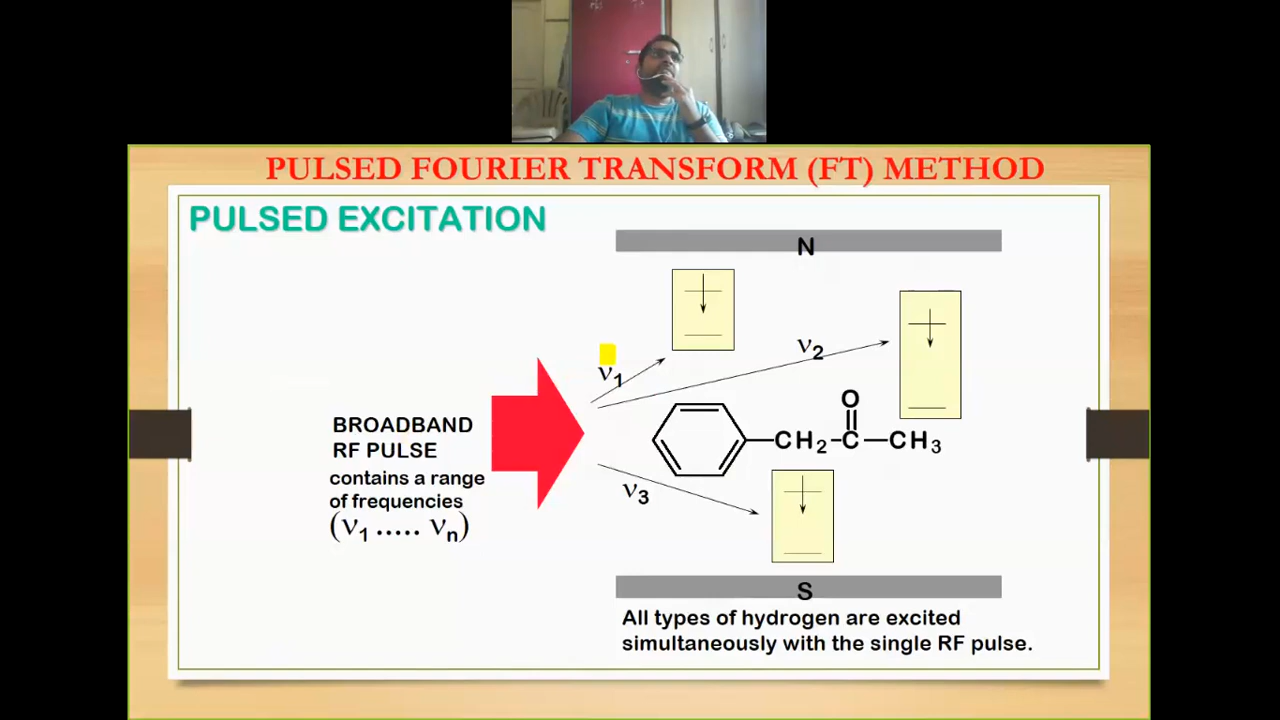 PULSED FOURIER TRANSFORM (FT) METHOD
PULSED EXCITATION
N
ν1
ν2
BROADBAND
RF PULSE
contains a range
of frequencies
(ν1 ..... νn)
O
CH2-C-CH3
ν3
S
All types of hydrogen are excited
simultaneously with the single RF pulse.